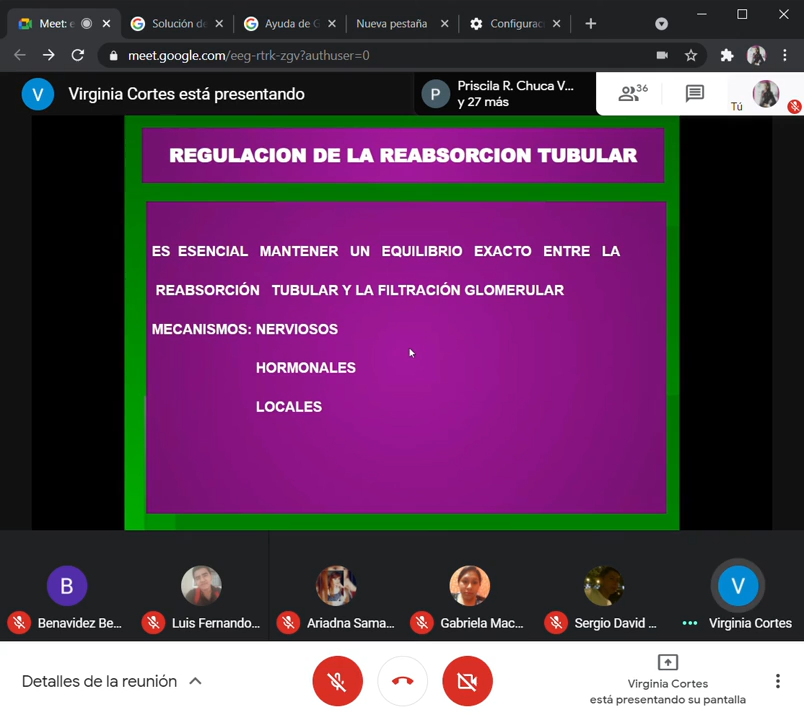 Meet: e
Solución de
Ayuda de G
Nueva pestaña
Configurac
meet.google.com/eeg-rtrk-zgv?authuser=0
V
Virginia Cortes está presentando
P
Priscila R. Chuca V...
y 27 más
36
Tú
REGULACION DE LA REABSORCION TUBULAR
ES ESENCIAL MANTENER UN EQUILIBRIO EXACTO ENTRE LA
REABSORCIÓN TUBULAR Y LA FILTRACIÓN GLOMERULAR
MECANISMOS: NERVIOSOS
HORMONALES
LOCALES
B
V
Benavidez Be...
Luis Fernando...
Ariadna Sama...
Gabriela Mac...
Sergio David ...
Virginia Cortes
Detalles de la reunión
Virginia Cortes
está presentando su pantalla